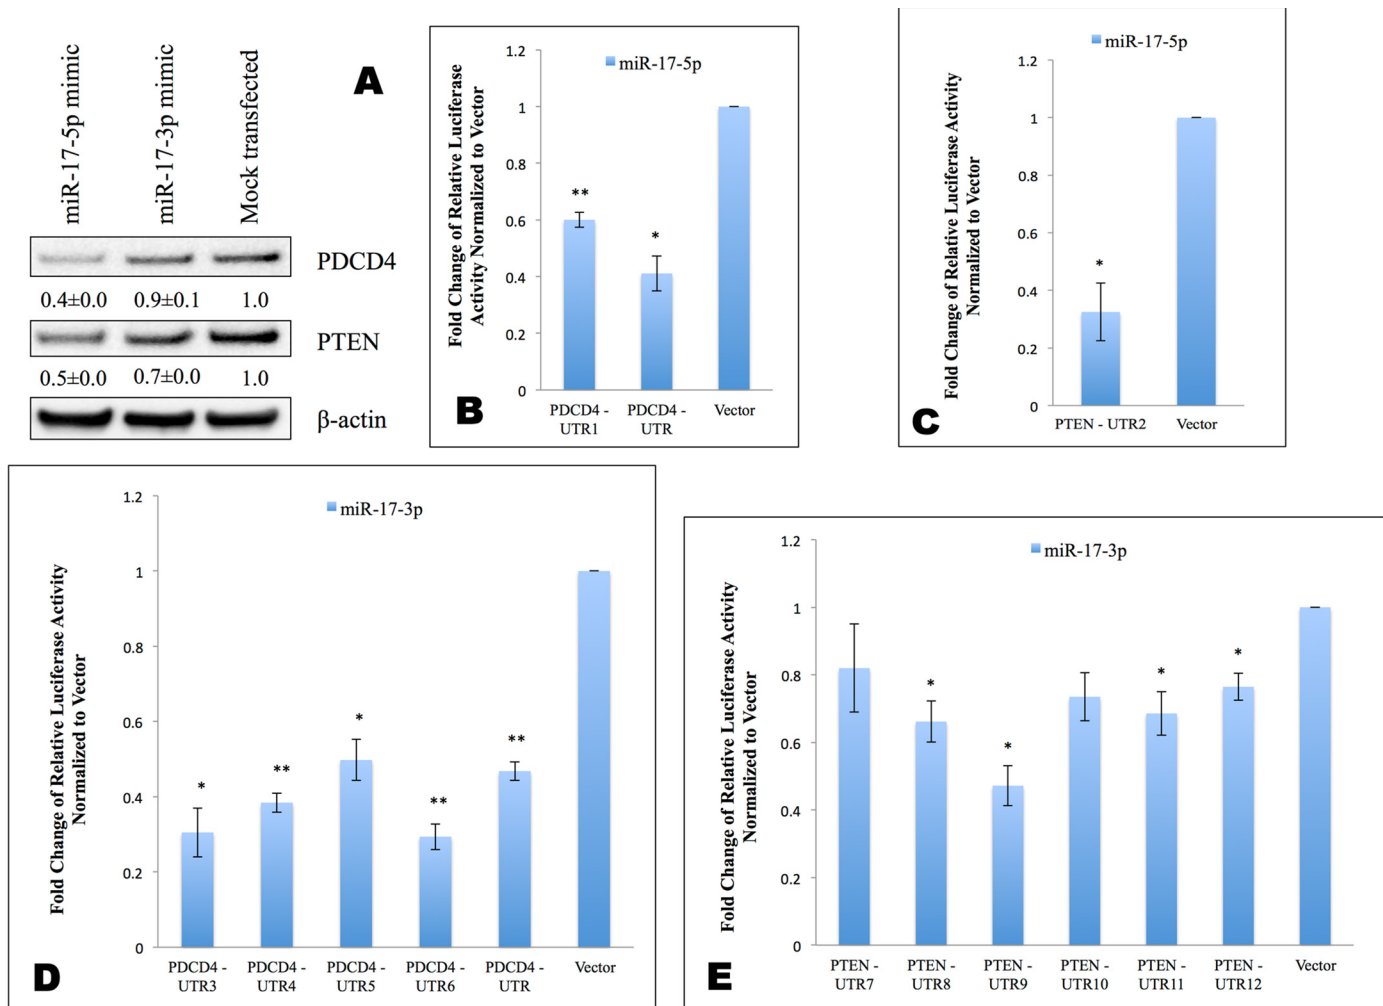 miR-17-5p mimic
miR-17-3p mimic
Mock transfected
A
PDCD4
0.4±0.0 0.9±0.1 1.0
PTEN
0.5±0.0 0.7±0.0 1.0
β-actin
miR-17-5p
Fold Change of Relative Luciferase
Activity Normalized to Vector
1.2
1
0.8
0.6
0.4
0.2
0
**
*
PDCD4 -
UTR1
PDCD4 -
UTR
Vector
B
miR-17-5p
Fold Change of Relative Luciferase Activity
Normalized to Vector
1.2
1
0.8
0.6
0.4
0.2
0
*
PTEN - UTR2
Vector
C
miR-17-3p
Fold Change of Relative Luciferase Activity
Normalized to Vector
1.2
1
0.8
0.6
0.4
0.2
0
*
**
*
**
**
PDCD4 -
UTR3
PDCD4 -
UTR4
PDCD4 -
UTR5
PDCD4 -
UTR6
PDCD4 -
UTR
Vector
D
miR-17-3p
Fold Change of Relative Luciferase Activity
Normalized to Vector
1.2
1
0.8
0.6
0.4
0.2
0
*
*
*
*
PTEN -
UTR7
PTEN -
UTR8
PTEN -
UTR9
PTEN -
UTR10
PTEN -
UTR11
PTEN -
UTR12
Vector
E